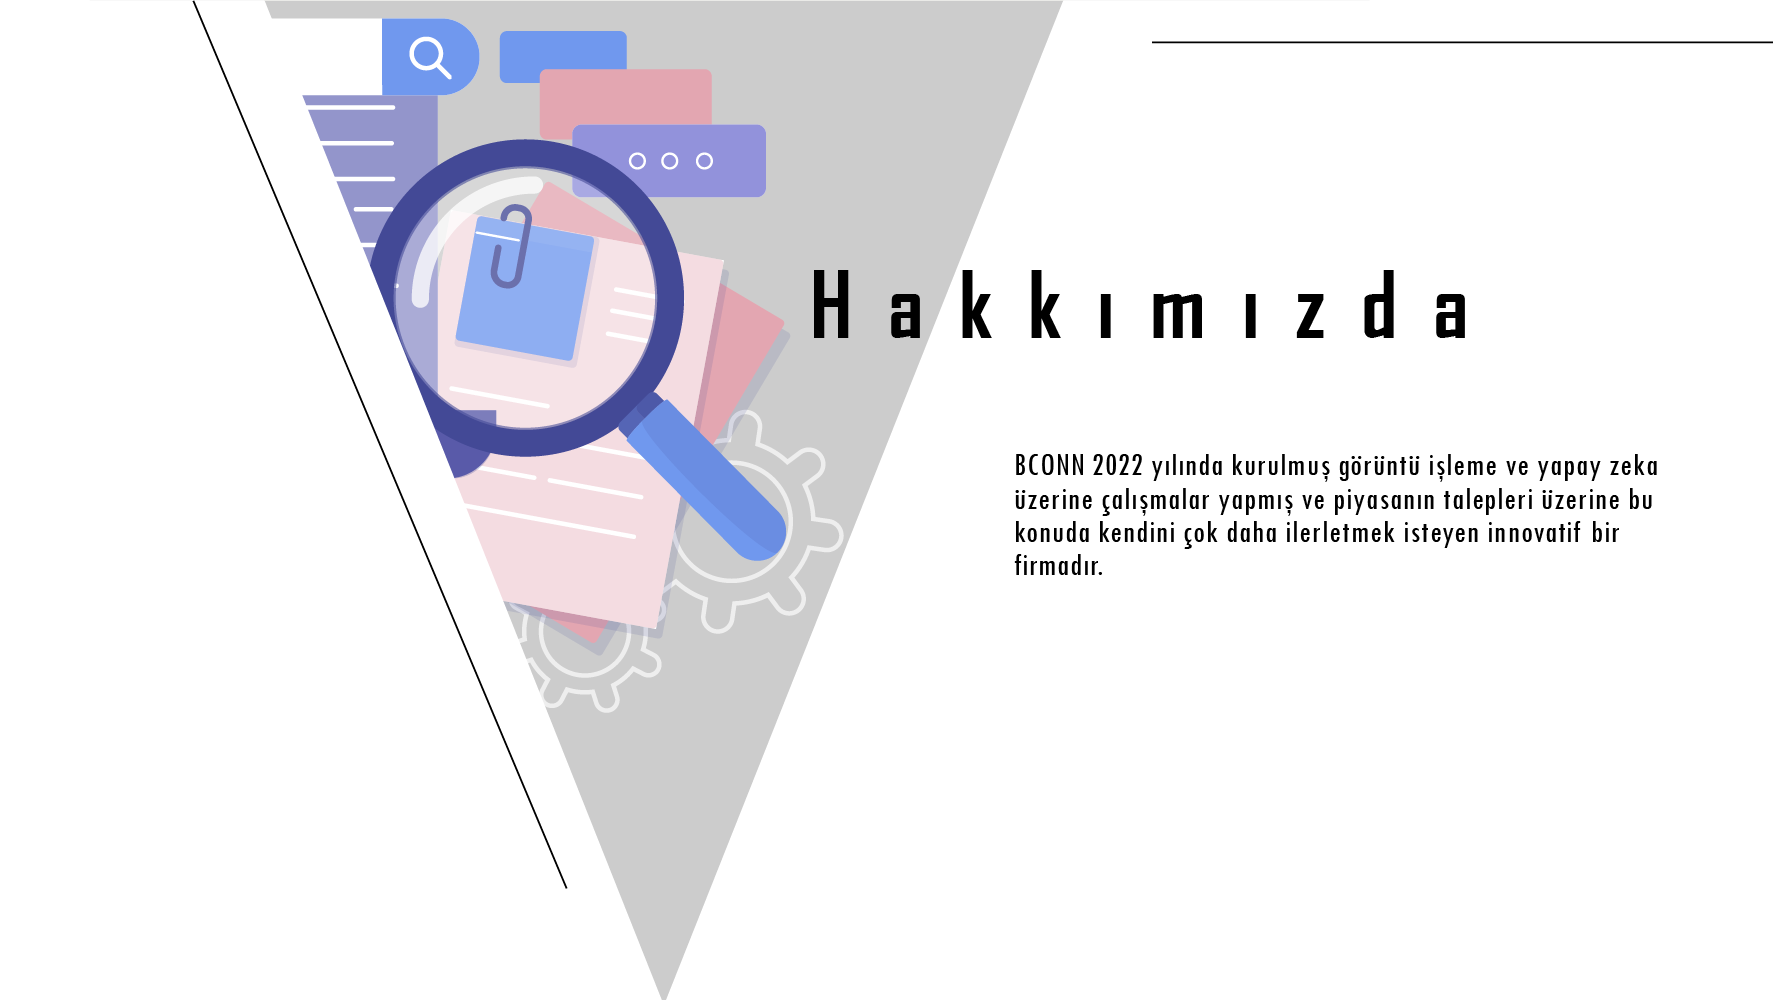 Hakkımızda
BCONN 2022 yılında kurulmuş görüntü işleme ve yapay zeka
üzerine çalışmalar yapmış ve piyasanın talepleri üzerine bu
konuda kendini çok daha ilerletmek isteyen innovatif bir
firmadır.